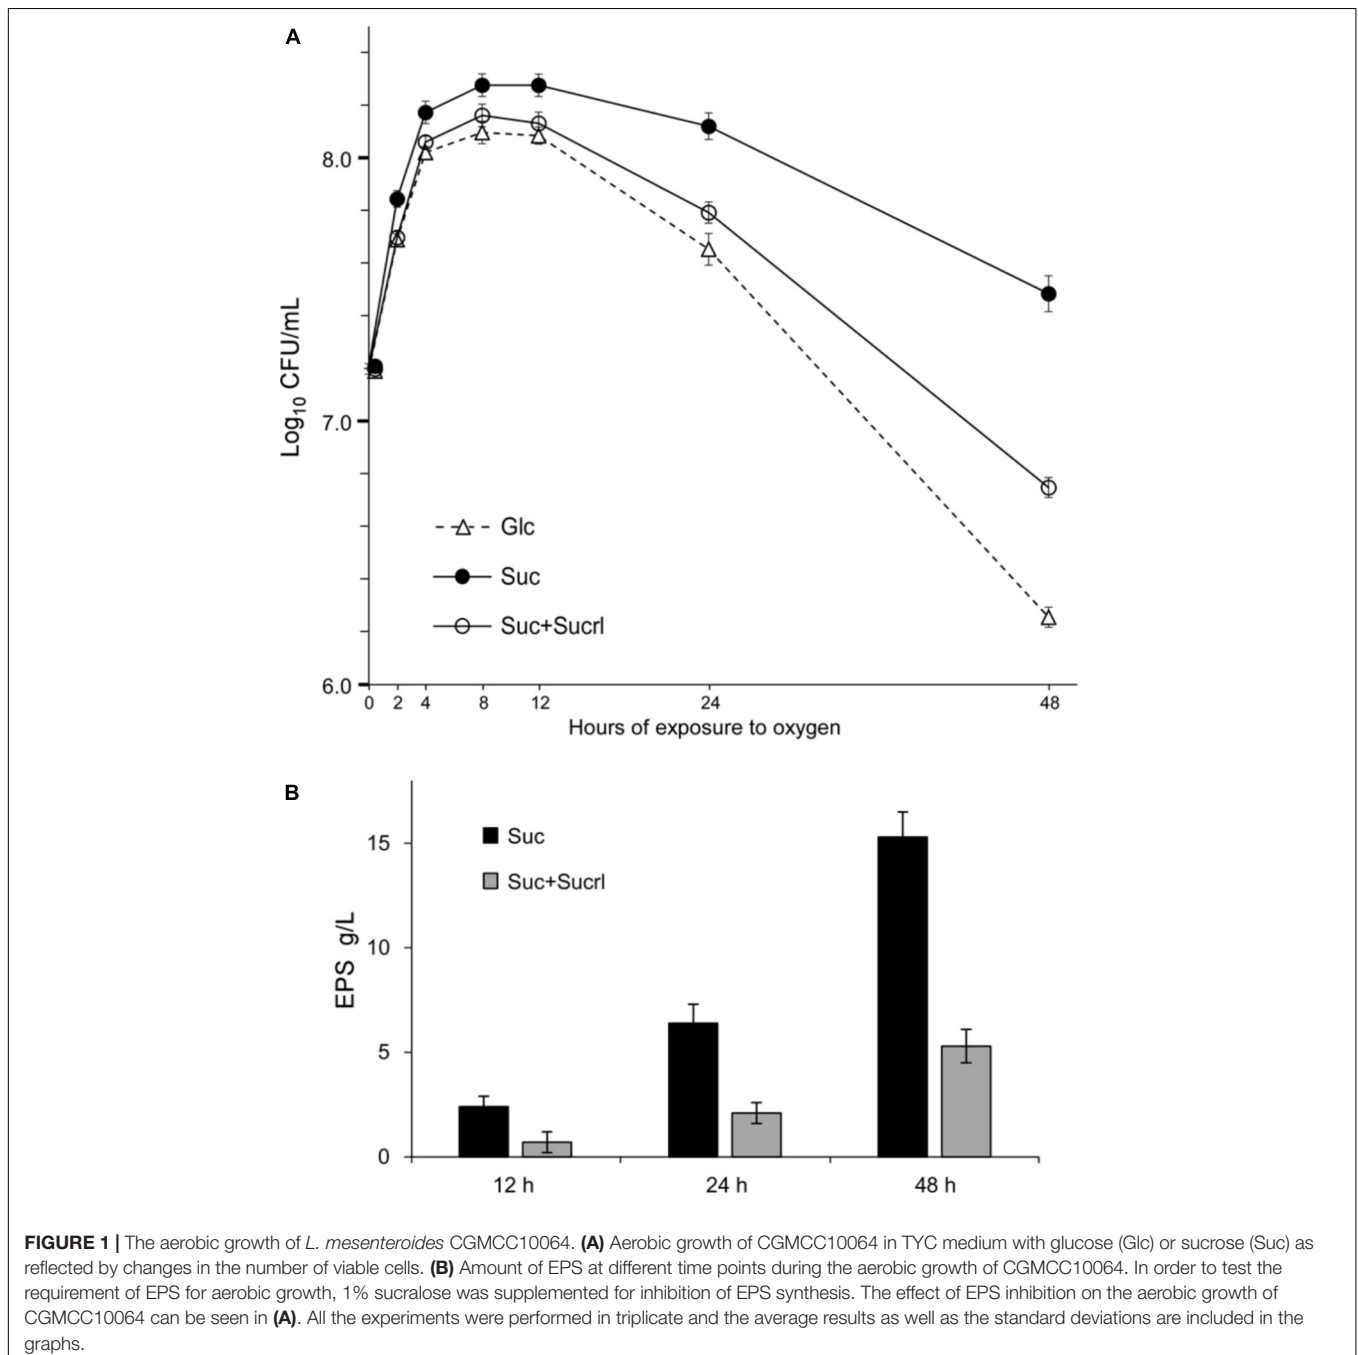 A
8.0
7.0
6.0
Log10 CFU/mL
Glc
Suc
Suc+Sucrl
0 2 4 8 12 24 48
Hours of exposure to oxygen
B
15
10
5
0
EPS g/L
Suc
Suc+Sucrl
12 h 24 h 48 h
FIGURE 1 | The aerobic growth of L. mesenteroides CGMCC10064. (A) Aerobic growth of CGMCC10064 in TYC medium with glucose (Glc) or sucrose (Suc) as
reflected by changes in the number of viable cells. (B) Amount of EPS at different time points during the aerobic growth of CGMCC10064. In order to test the
requirement of EPS for aerobic growth, 1% sucralose was supplemented for inhibition of EPS synthesis. The effect of EPS inhibition on the aerobic growth of
CGMCC10064 can be seen in (A). All the experiments were performed in triplicate and the average results as well as the standard deviations are included in the
graphs.